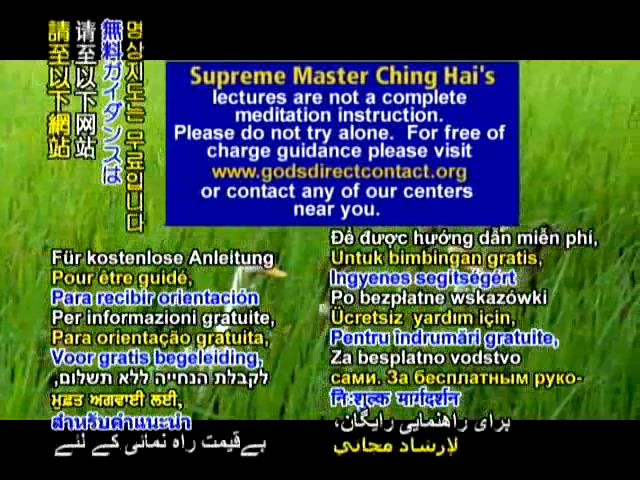 請至以下網站
请至以下网站
無料ガイダンスは
명상지도는 무료입니다
Supreme Master Ching Hai's
lectures are not a complete
meditation instruction.
Please do not try alone. For free of
charge guidance please visit
www.godsdirectcontact.org
or contact any of our centers
near you.
Für kostenlose Anleitung
Pour être guidé,
Para recibir orientación
Per informazioni gratuite,
Para orientação gratuita,
Voor gratis begeleiding,
לקבלת הנחייה ללא תשלום,
ਮੁਫ਼ਤ ਅਗਵਾਈ ਲਈ,
สำหรับคำแนะนำ
بےقیمت راہ نمائی کے لئے
Để được hướng dẫn miễn phí,
Untuk bimbingan gratis,
Ingyenes segítségért
Po bezpłatne wskazówki
Ücretsiz yardım için,
Pentru îndrumări gratuite,
Za besplatno vodstvo
сами. За бесплатным руко-
निःशुल्क मार्गदर्शन
برای راهنمایی رایگان،
لإرشاد مجاني